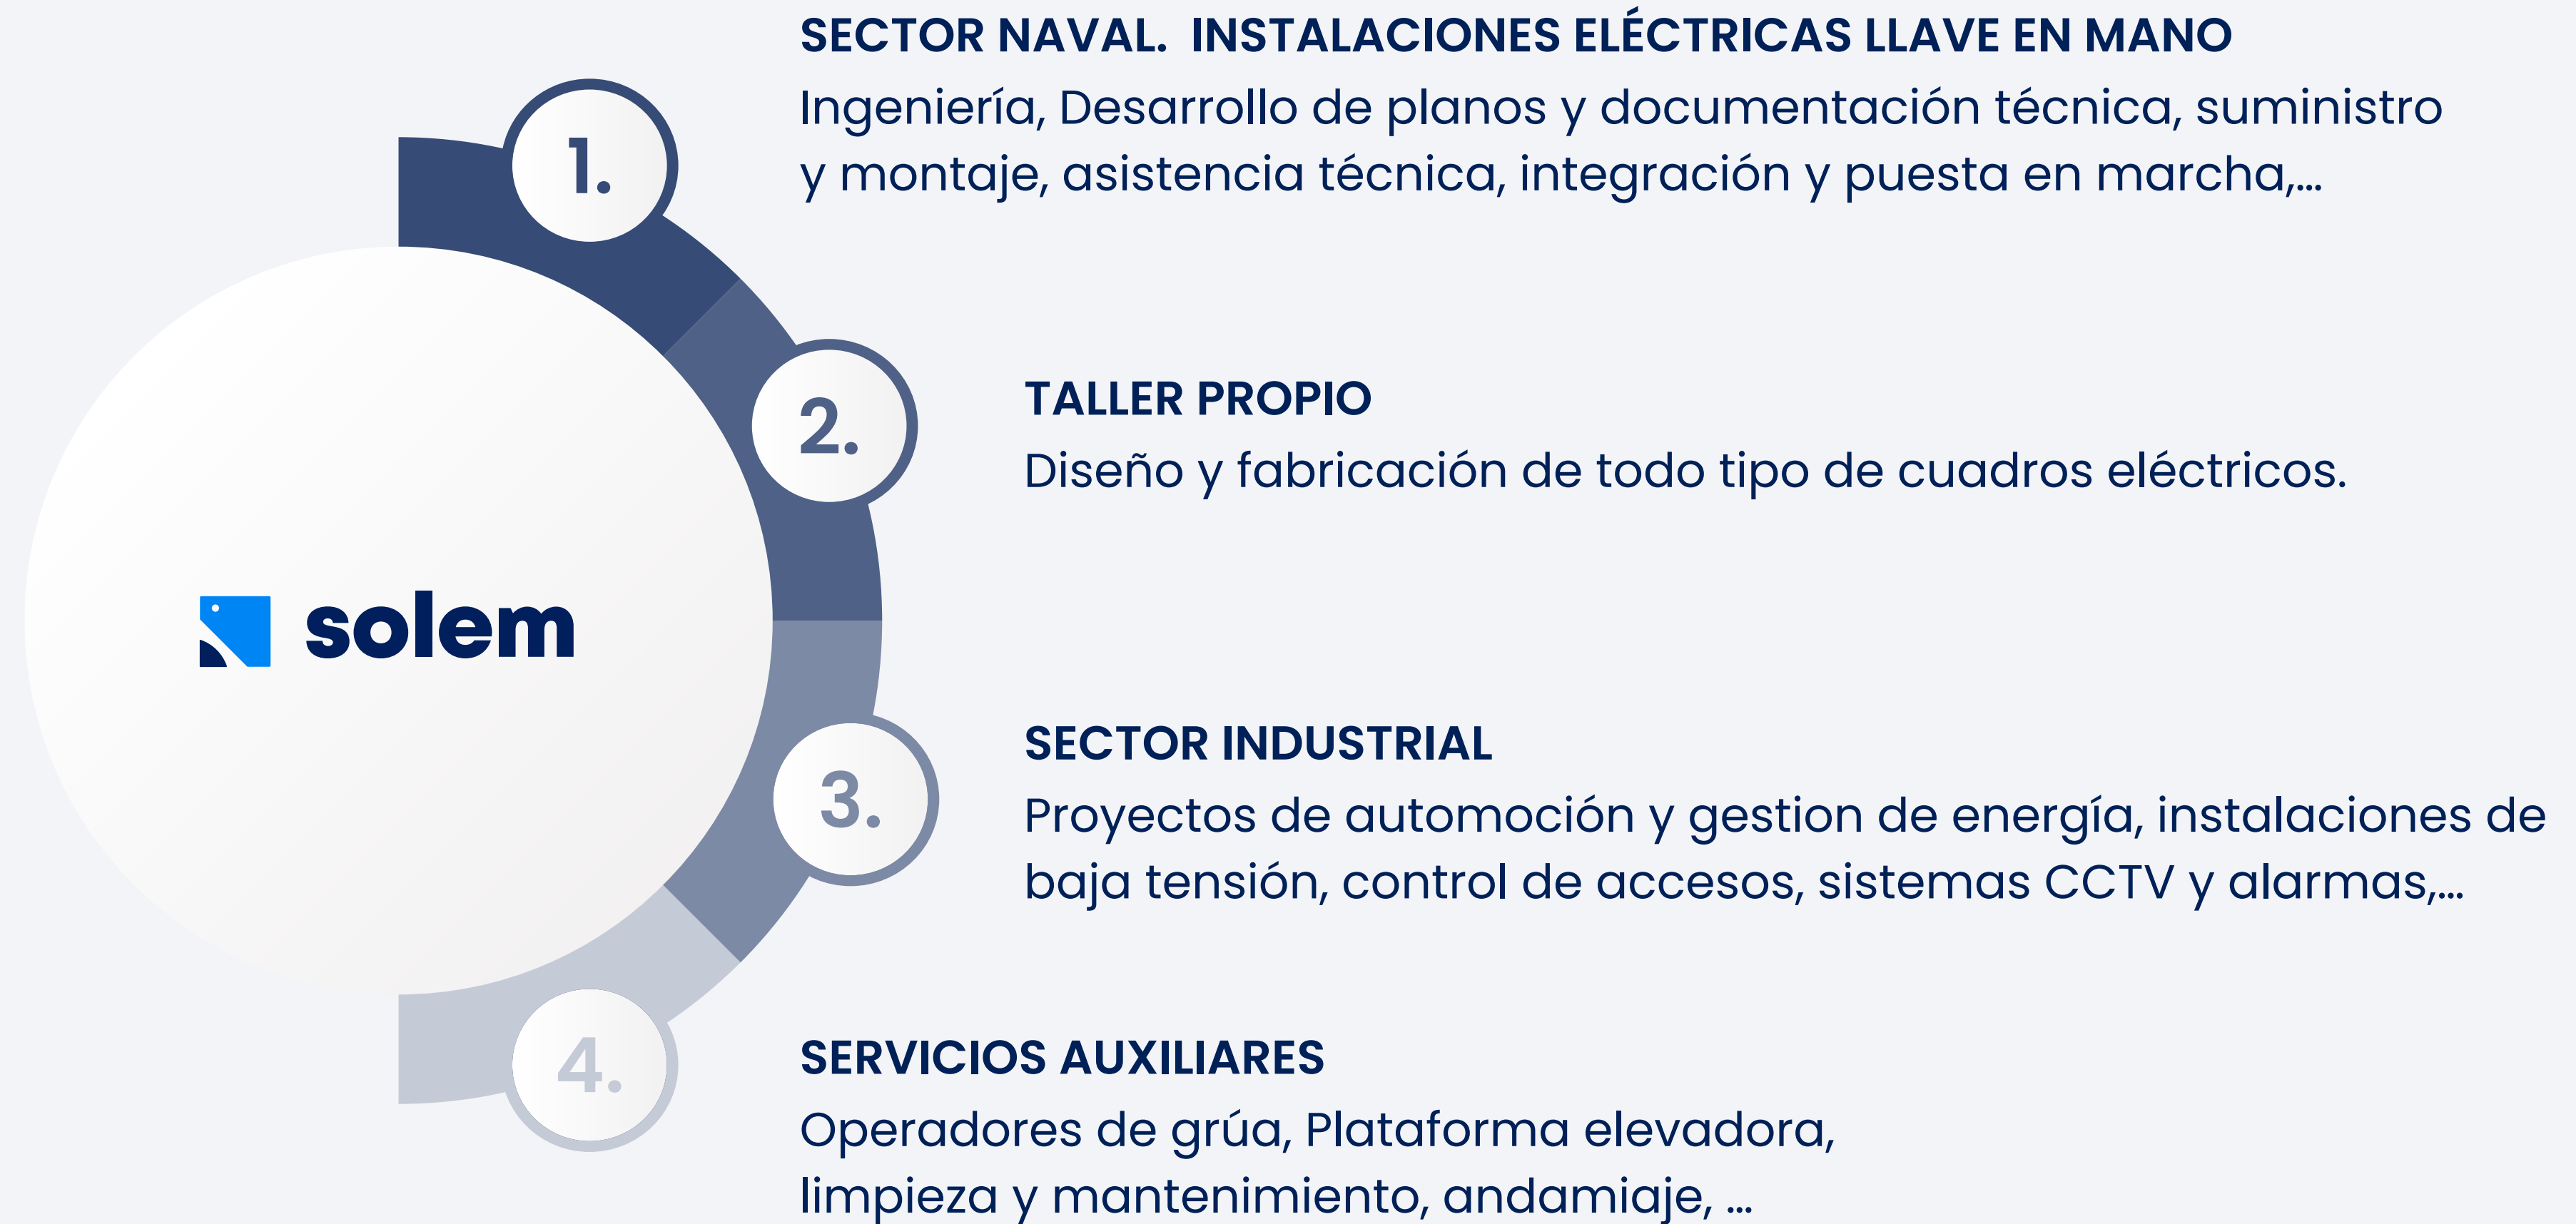 SECTOR NAVAL.  INSTALACIONES ELÉCTRICAS LLAVE EN MANO
Ingeniería, Desarrollo de planos y documentación técnica, suministro
y montaje, asistencia técnica, integración y puesta en marcha,...
1.
2.
TALLER PROPIO
Diseño y fabricación de todo tipo de cuadros eléctricos.
solem
3.
SECTOR INDUSTRIAL
Proyectos de automoción y gestion de energía, instalaciones de
baja tensión, control de accesos, sistemas CCTV y alarmas,...
4.
SERVICIOS AUXILIARES
Operadores de grúa, Plataforma elevadora,
limpieza y mantenimiento, andamiaje, ...